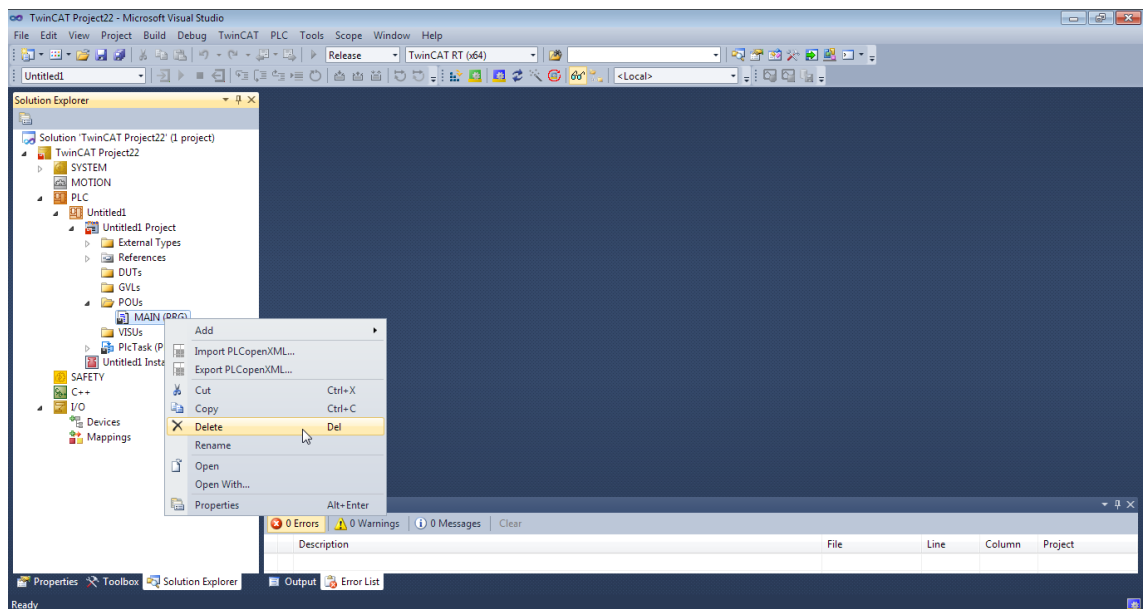 TwinCAT Project22 - Microsoft Visual Studio
File Edit View Project Build Debug TwinCAT PLC Tools Scope Window Help
Release TwinCAT RT (x64)
Untitled1 <Local>
Solution Explorer
Solution 'TwinCAT Project22' (1 project)
TwinCAT Project22
SYSTEM
MOTION
PLC
Untitled1
Untitled1 Project
External Types
References
DUTs
GVLs
POUs
MAIN (PRG)
VISUs
PlcTask (P
Untitled1 Insta
SAFETY
C++
I/O
Devices
Mappings
Add
Import PLCopenXML...
Export PLCopenXML...
Cut Ctrl+X
Copy Ctrl+C
Delete Del
Rename
Open
Open With...
Properties Alt+Enter
0 Errors 0 Warnings 0 Messages Clear
Description File Line Column Project
Properties Toolbox Solution Explorer Output Error List
Ready